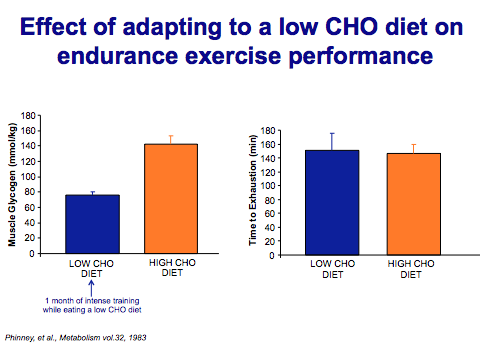 Effect of adapting to a low CHO diet on
endurance exercise performance
Muscle Glycogen (mmol/kg)
180
160
140
120
100
80
60
40
20
0
LOW CHO
DIET
HIGH CHO
DIET
1 month of intense training
while eating a low CHO diet
Time to Exhaustion (min)
180
160
140
120
100
80
60
40
20
0
LOW CHO
DIET
HIGH CHO
DIET
Phinney, et al., Metabolism vol.32, 1983